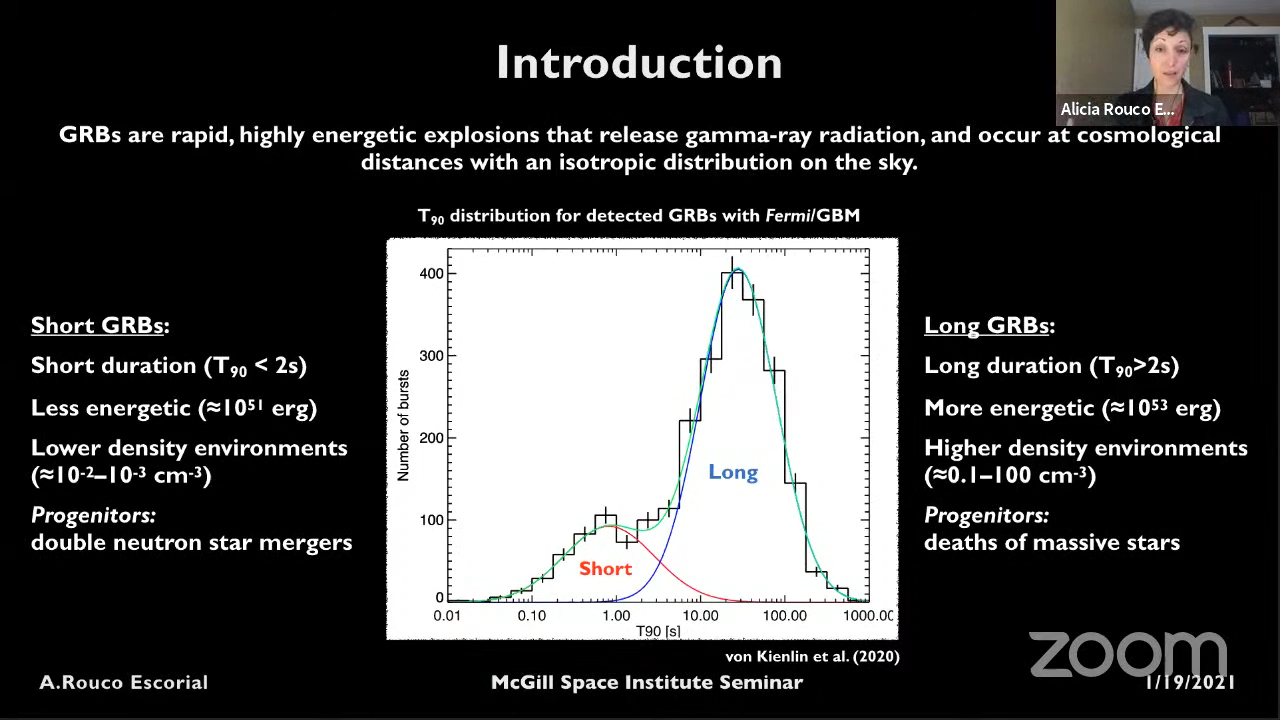 Introduction
Alicia Rouco E...
GRBs are rapid, highly energetic explosions that release gamma-ray radiation, and occur at cosmological
distances with an isotropic distribution on the sky.
T90 distribution for detected GRBs with Fermi/GBM
Short GRBs:
Short duration (T90 < 2s)
Less energetic (≈10⁵¹ erg)
Lower density environments
(≈10⁻²–10⁻³ cm⁻³)
Progenitors:
double neutron star mergers
Number of bursts
400
300
200
100
0
Long
Short
0.01 0.10 1.00 10.00 100.00 1000.00
T90 [s]
Long GRBs:
Long duration (T90>2s)
More energetic (≈10⁵³ erg)
Higher density environments
(≈0.1–100 cm⁻³)
Progenitors:
deaths of massive stars
von Kienlin et al. (2020)
zoom
A.Rouco Escorial
McGill Space Institute Seminar
1/19/2021